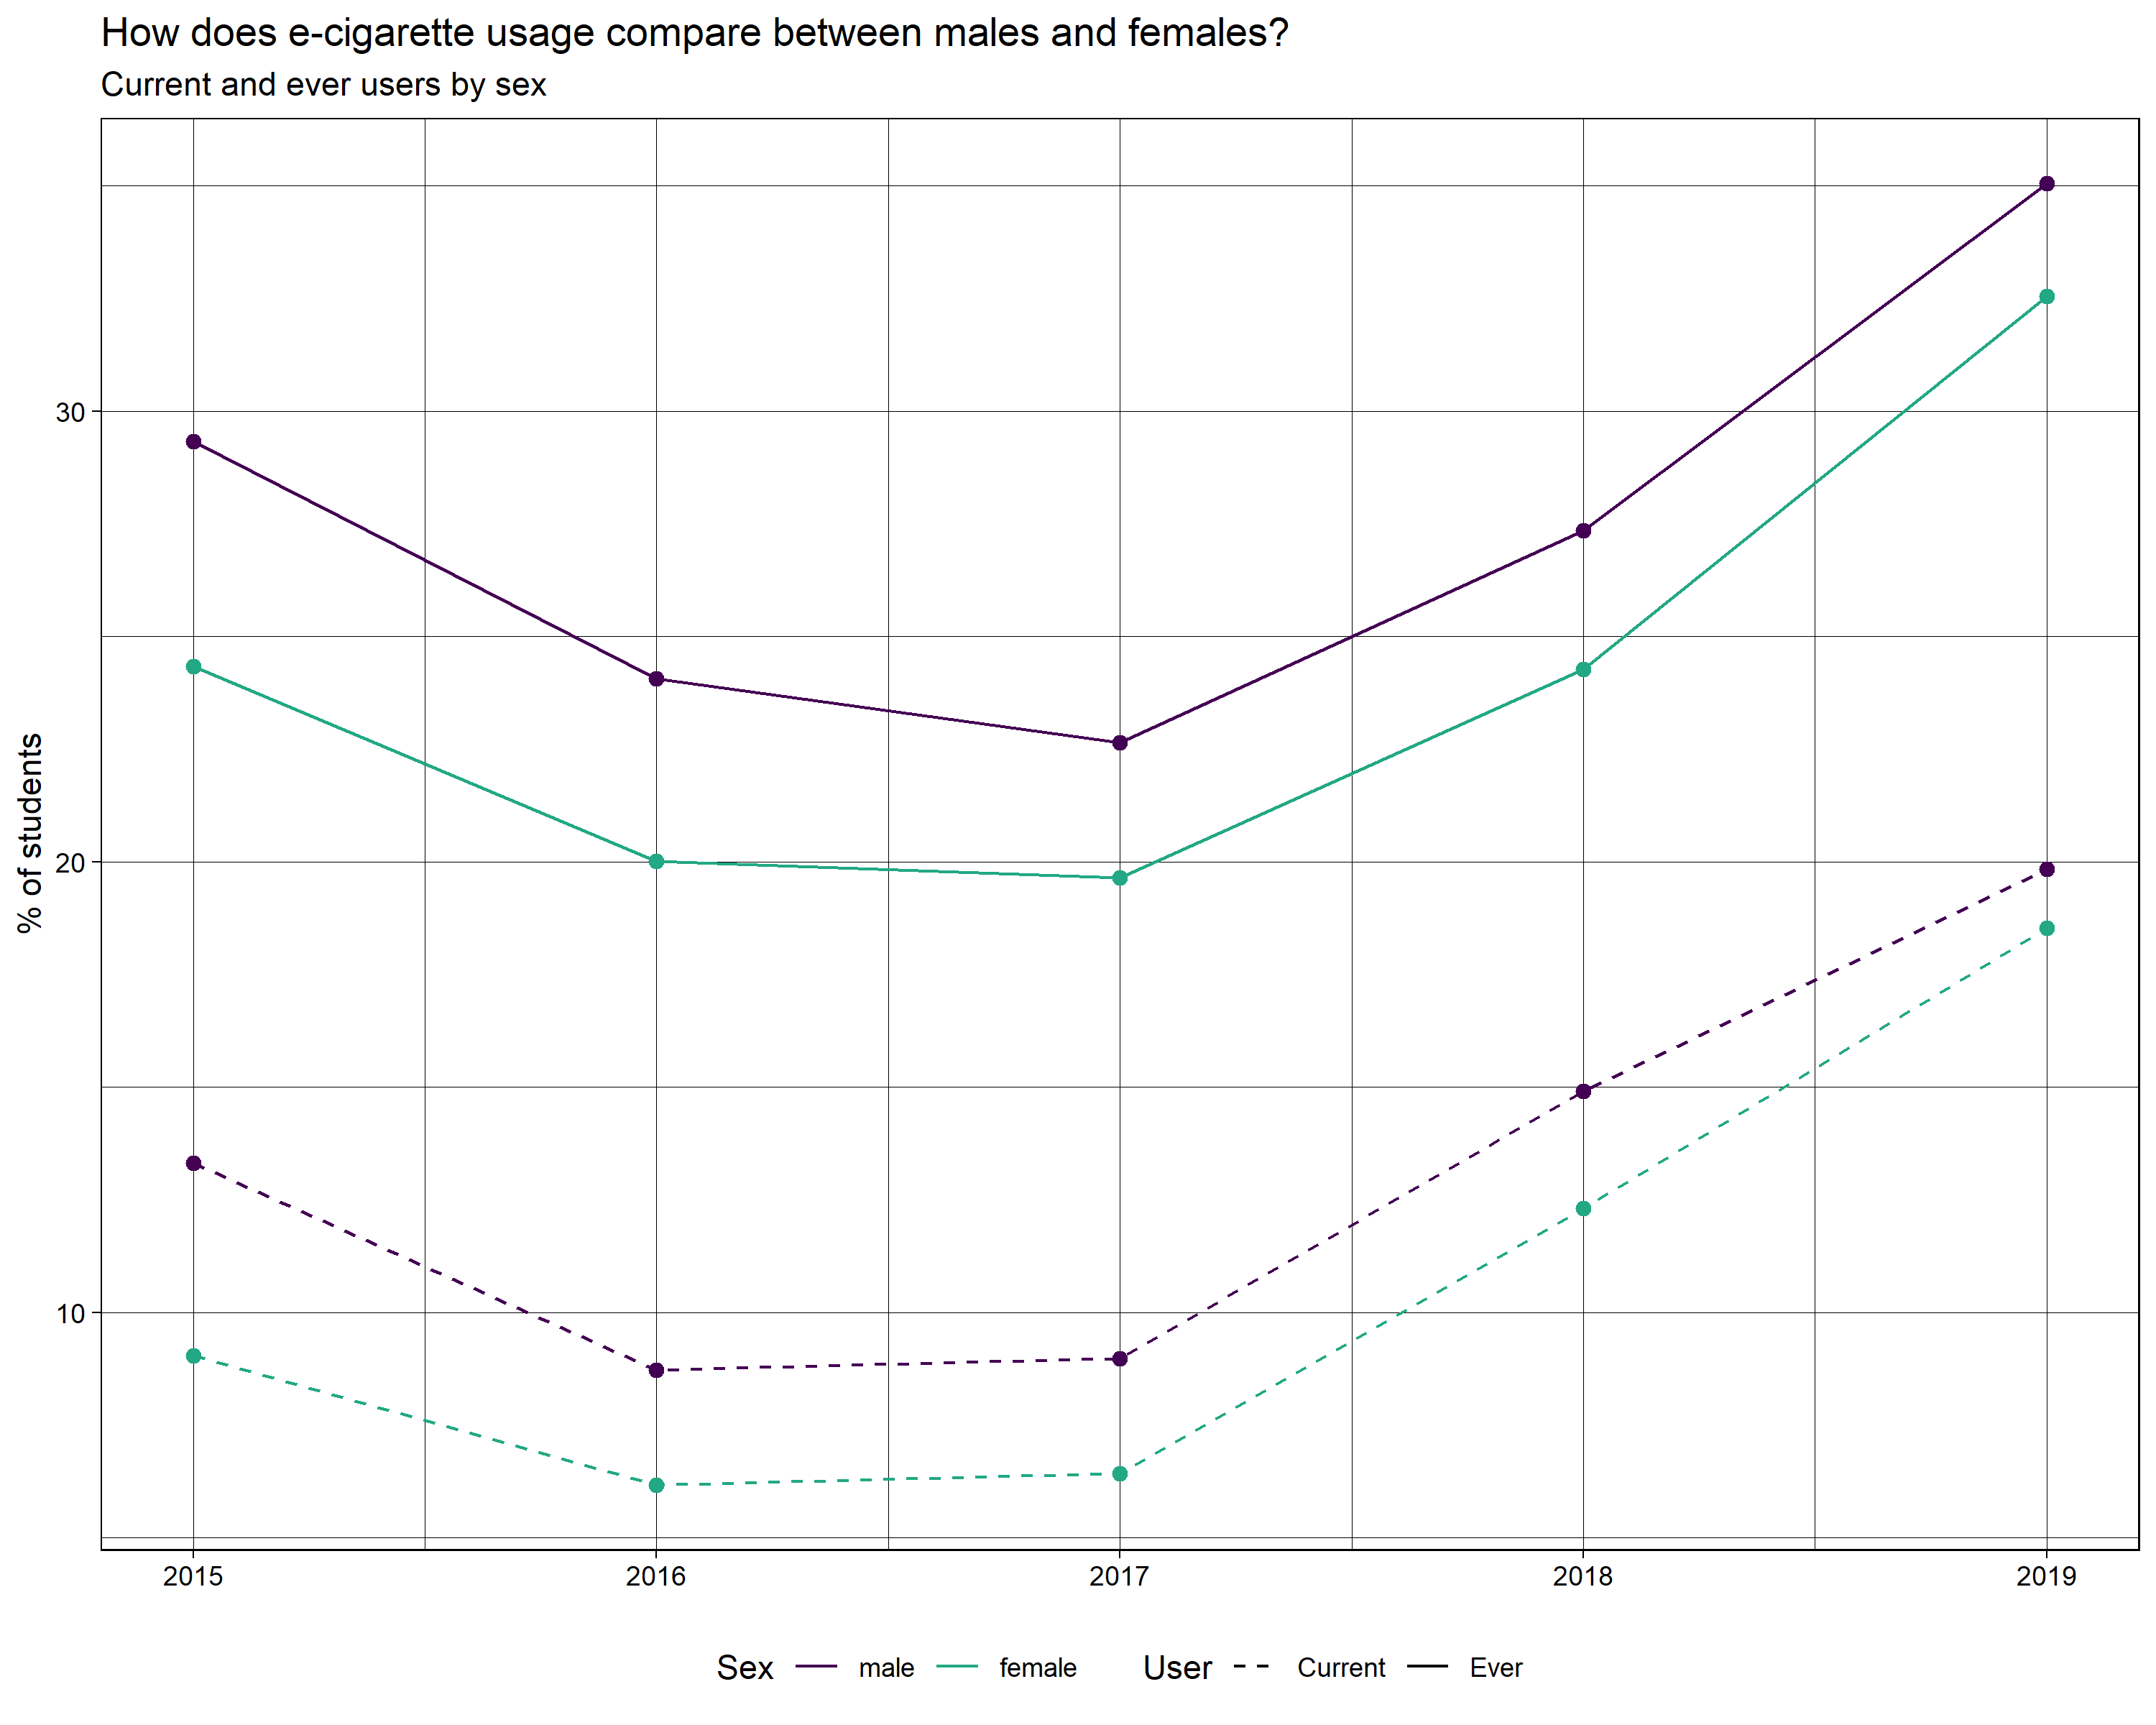 How does e-cigarette usage compare between males and females?
Current and ever users by sex
% of students
30
20
10
2015 2016 2017 2018 2019
Sex male female User Current Ever